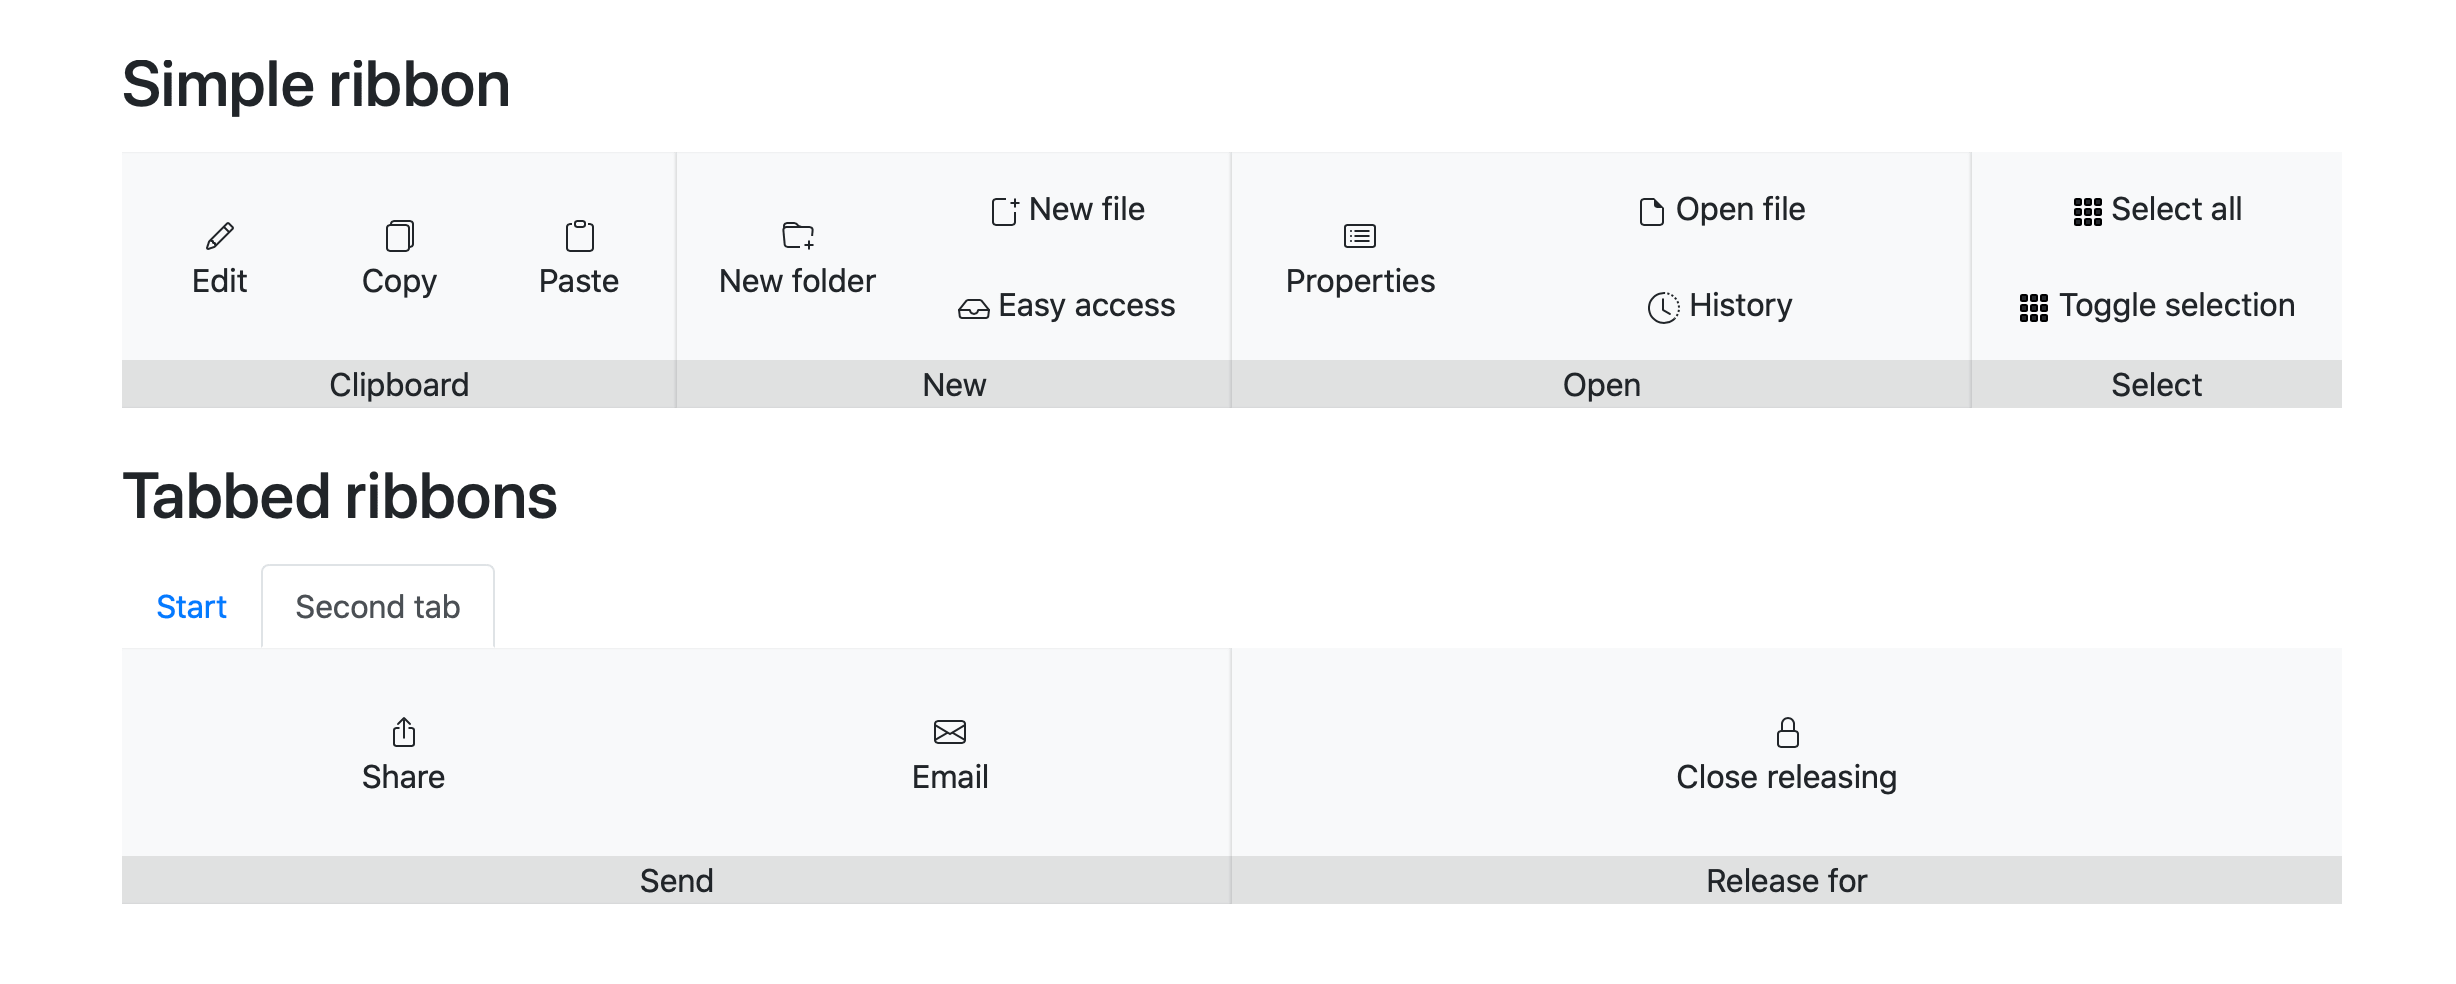 Simple ribbon
Edit
Copy
Paste
Clipboard
New folder
New file
Easy access
New
Properties
Open file
History
Open
Select all
Toggle selection
Select
Tabbed ribbons
Start
Second tab
Share
Email
Send
Close releasing
Release for